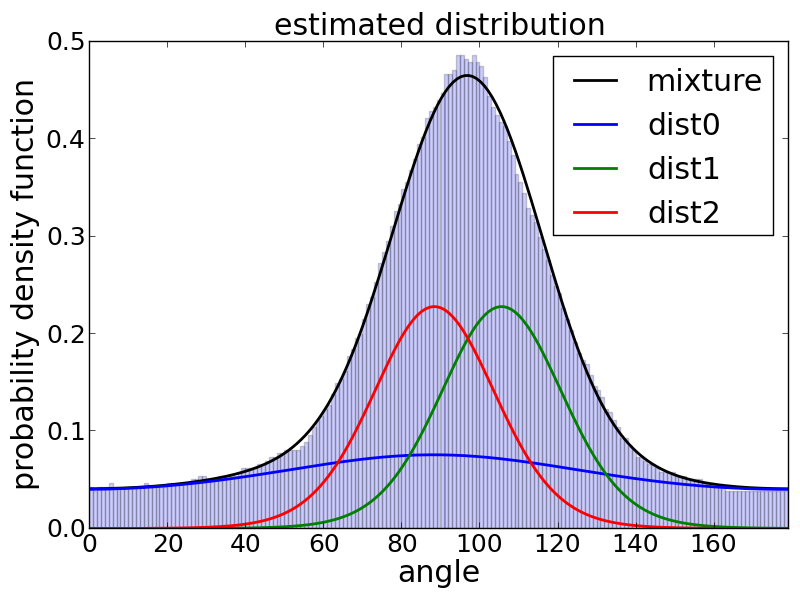 estimated distribution
0.5
0.4
0.3
0.2
0.1
0.0
probability density function
mixture
dist0
dist1
dist2
0 20 40 60 80 100 120 140 160
angle